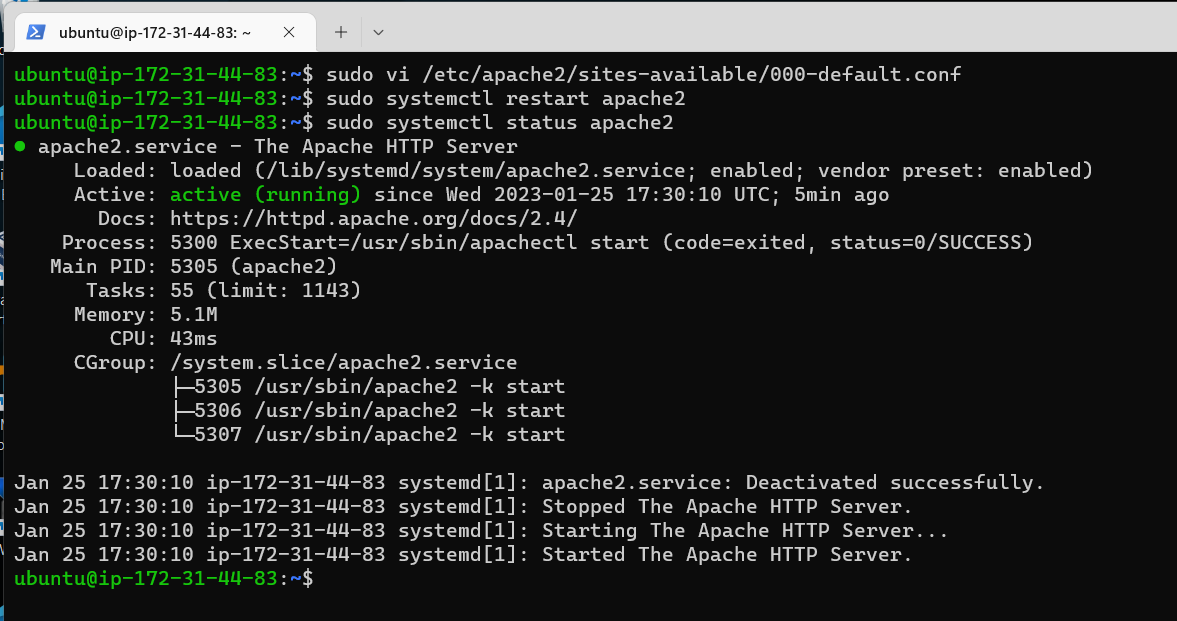 ubuntu@ip-172-31-44-83: ~
ubuntu@ip-172-31-44-83:~$ sudo vi /etc/apache2/sites-available/000-default.conf
ubuntu@ip-172-31-44-83:~$ sudo systemctl restart apache2
ubuntu@ip-172-31-44-83:~$ sudo systemctl status apache2
● apache2.service - The Apache HTTP Server
     Loaded: loaded (/lib/systemd/system/apache2.service; enabled; vendor preset: enabled)
     Active: active (running) since Wed 2023-01-25 17:30:10 UTC; 5min ago
       Docs: https://httpd.apache.org/docs/2.4/
    Process: 5300 ExecStart=/usr/sbin/apachectl start (code=exited, status=0/SUCCESS)
   Main PID: 5305 (apache2)
      Tasks: 55 (limit: 1143)
     Memory: 5.1M
        CPU: 43ms
     CGroup: /system.slice/apache2.service
             ├─5305 /usr/sbin/apache2 -k start
             ├─5306 /usr/sbin/apache2 -k start
             └─5307 /usr/sbin/apache2 -k start

Jan 25 17:30:10 ip-172-31-44-83 systemd[1]: apache2.service: Deactivated successfully.
Jan 25 17:30:10 ip-172-31-44-83 systemd[1]: Stopped The Apache HTTP Server.
Jan 25 17:30:10 ip-172-31-44-83 systemd[1]: Starting The Apache HTTP Server...
Jan 25 17:30:10 ip-172-31-44-83 systemd[1]: Started The Apache HTTP Server.
ubuntu@ip-172-31-44-83:~$